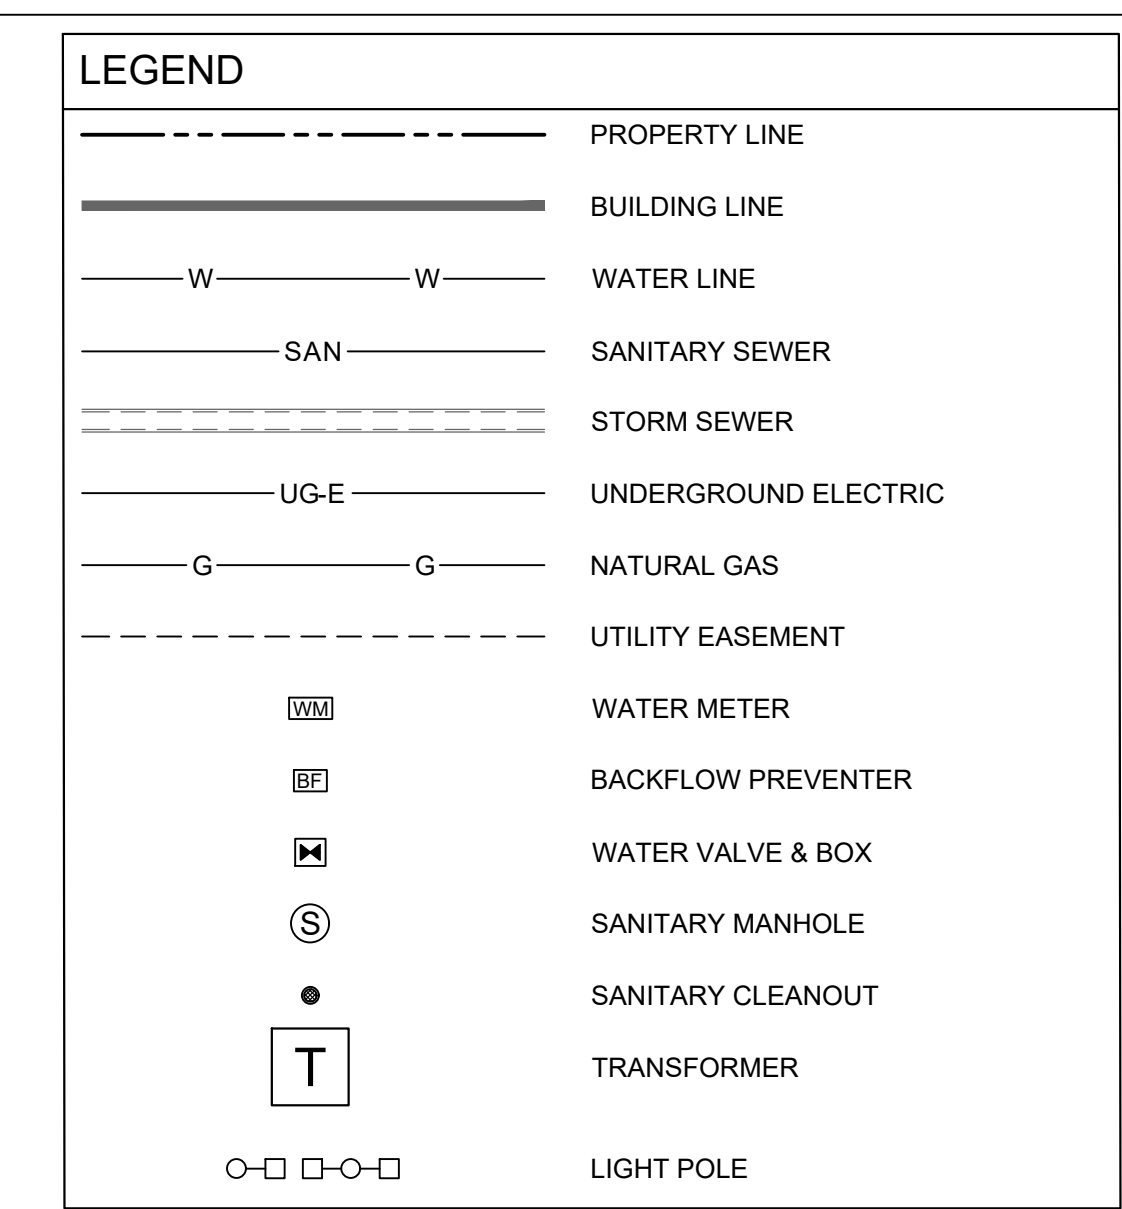 LEGEND
PROPERTY LINE
BUILDING LINE
W W WATER LINE
SAN SANITARY SEWER
STORM SEWER
UG-E UNDERGROUND ELECTRIC
G G NATURAL GAS
UTILITY EASEMENT
WM WATER METER
BF BACKFLOW PREVENTER
WATER VALVE & BOX
S SANITARY MANHOLE
SANITARY CLEANOUT
T TRANSFORMER
LIGHT POLE